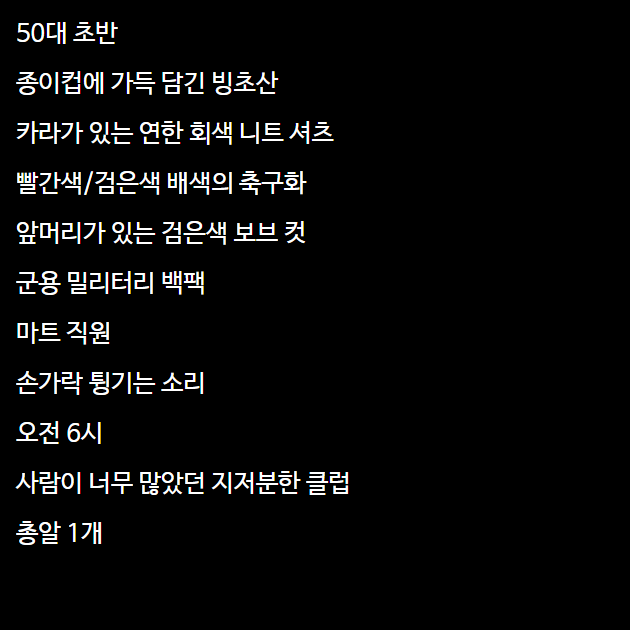 50대 초반
종이컵에 가득 담긴 빙초산
카라가 있는 연한 회색 니트 셔츠
빨간색/검은색 배색의 축구화
앞머리가 있는 검은색 보브 컷
군용 밀리터리 백팩
마트 직원
손가락 튕기는 소리
오전 6시
사람이 너무 많았던 지저분한 클럽
총알 1개